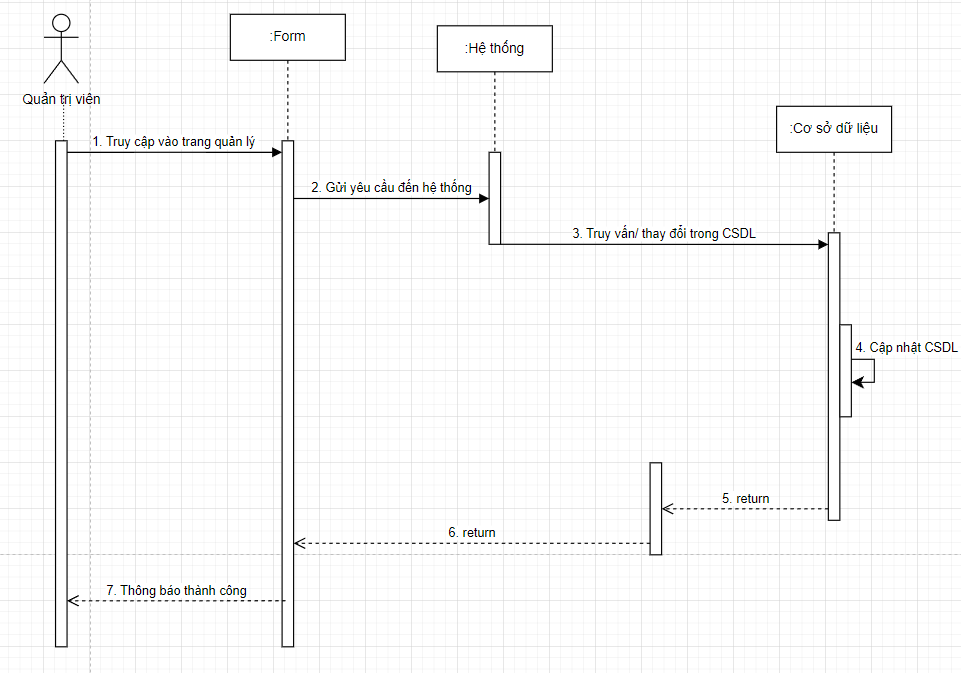 :Form
:Hệ thống
Quản trị viên
:Cơ sở dữ liệu
1. Truy cập vào trang quản lý
2. Gửi yêu cầu đến hệ thống
3. Truy vấn/ thay đổi trong CSDL
4. Cập nhật CSDL
5. return
6. return
7. Thông báo thành công